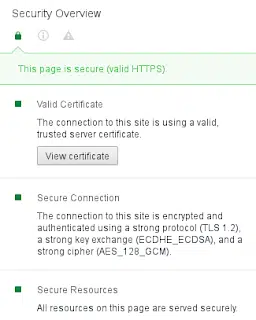 Security Overview
This page is secure (valid HTTPS).
Valid Certificate
The connection to this site is using a valid,
trusted server certificate.
View certificate
Secure Connection
The connection to this site is encrypted and
authenticated using a strong protocol (TLS 1.2),
a strong key exchange (ECDHE_ECDSA), and a
strong cipher (AES_128_GCM).
Secure Resources
All resources on this page are served securely.